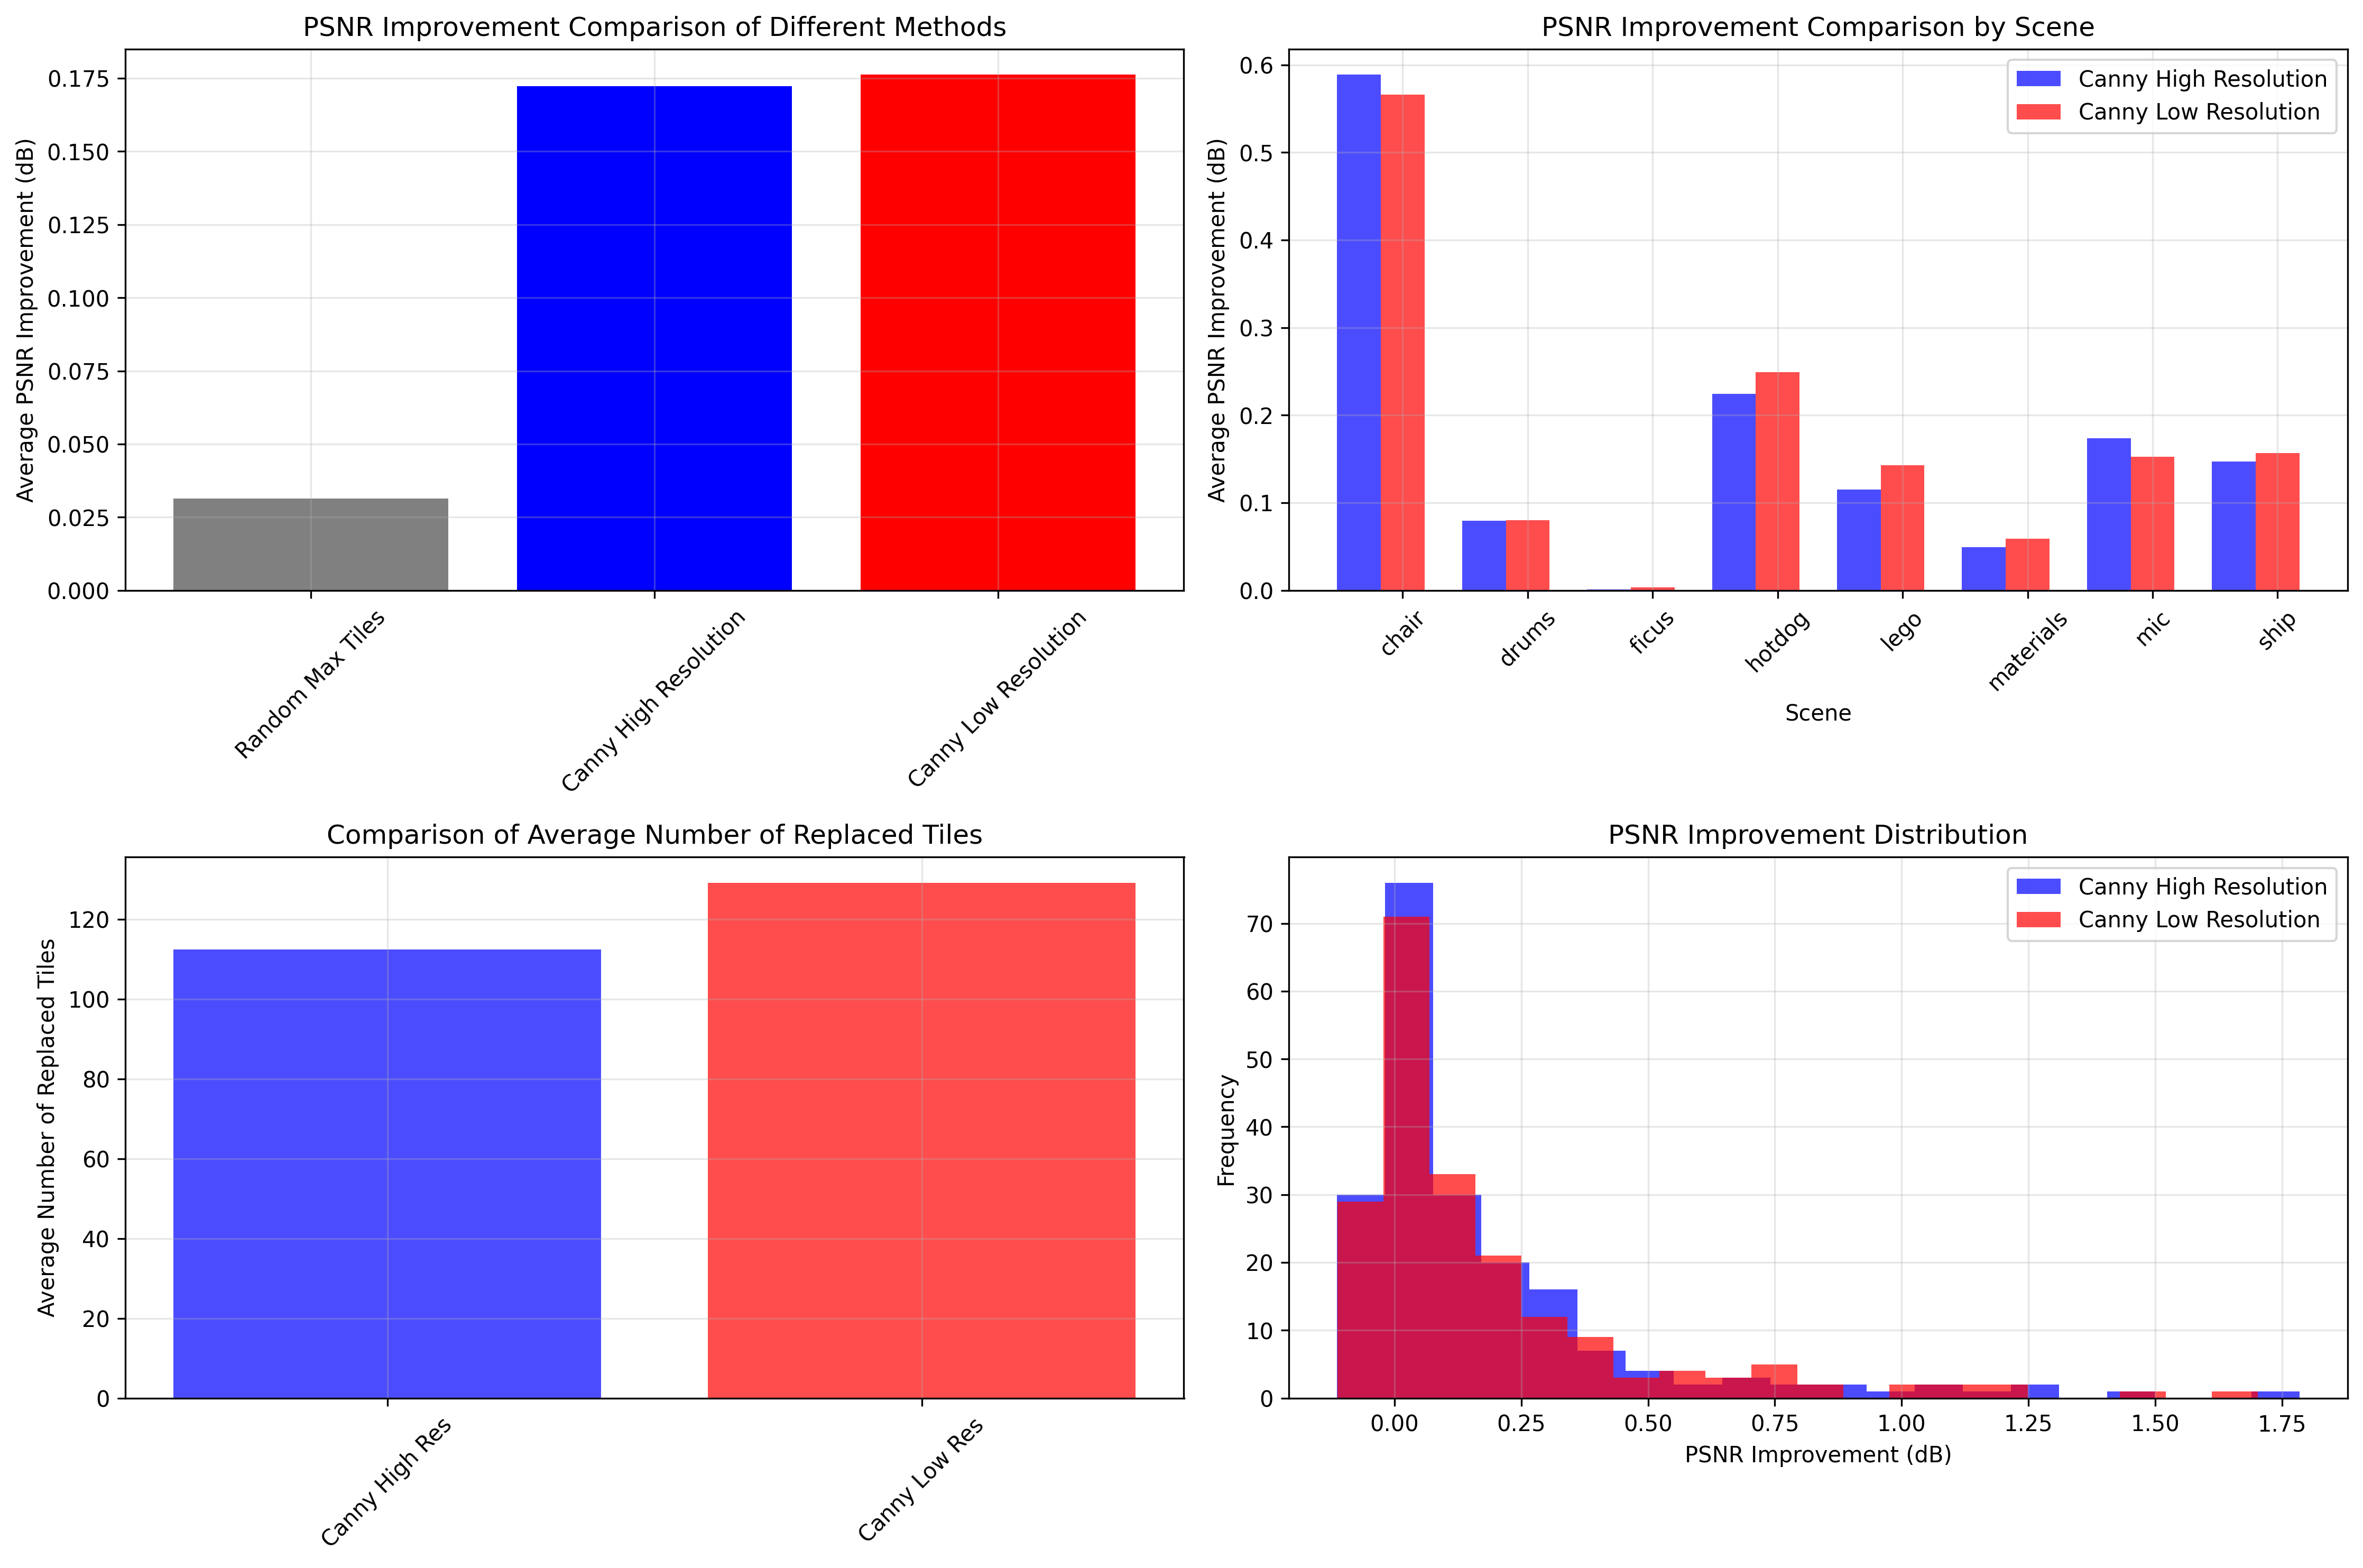 PSNR Improvement Comparison of Different Methods
Average PSNR Improvement (dB)
0.175
0.150
0.125
0.100
0.075
0.050
0.025
0.000
Random Max Tiles
Canny High Resolution
Canny Low Resolution
PSNR Improvement Comparison by Scene
Average PSNR Improvement (dB)
0.6
0.5
0.4
0.3
0.2
0.1
0.0
Canny High Resolution
Canny Low Resolution
chair
drums
ficus
hotdog
lego
materials
mic
ship
Scene
Comparison of Average Number of Replaced Tiles
Average Number of Replaced Tiles
120
100
80
60
40
20
0
Canny High Res
Canny Low Res
PSNR Improvement Distribution
Frequency
70
60
50
40
30
20
10
0
Canny High Resolution
Canny Low Resolution
0.00
0.25
0.50
0.75
1.00
1.25
1.50
1.75
PSNR Improvement (dB)